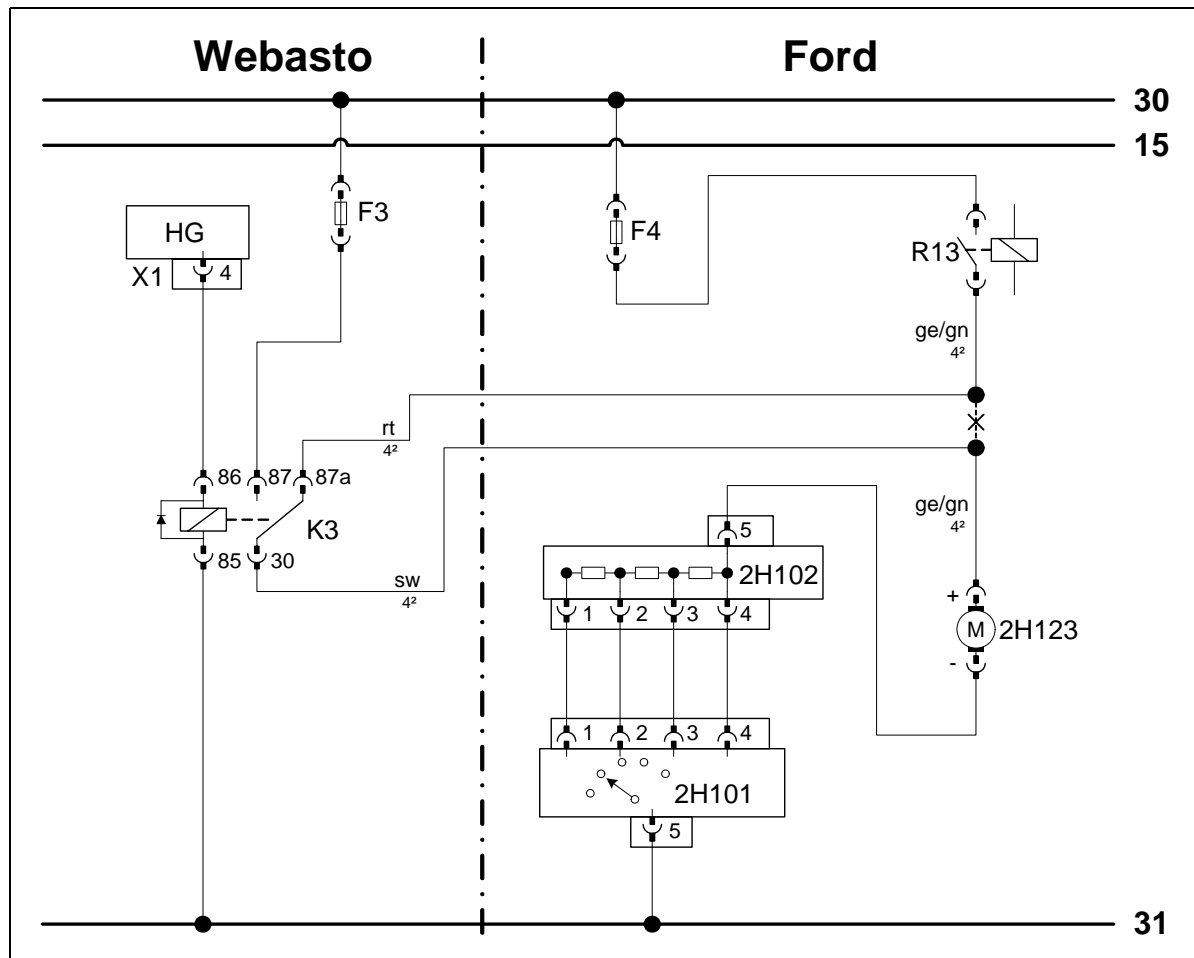 Webasto Ford
30
15
HG
F3
F4
R13
X1 4
ge/gn
4²
rt
4²
86 87 87a
ge/gn
4²
K3
5
85 30
2H102
sw
4²
1 2 3 4
+
M 2H123
-
1 2 3 4
2H101
5
31